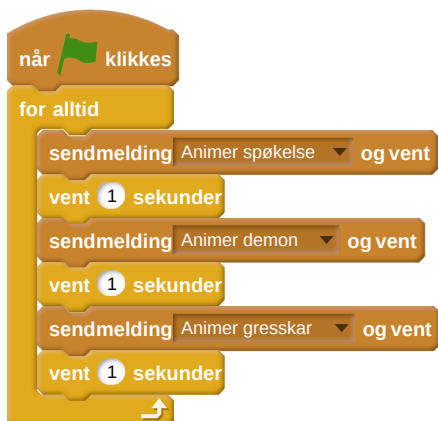 når klikkes
for alltid
sendmelding Animer spøkelse og vent
vent 1 sekunder
sendmelding Animer demon og vent
vent 1 sekunder
sendmelding Animer gresskar og vent
vent 1 sekunder